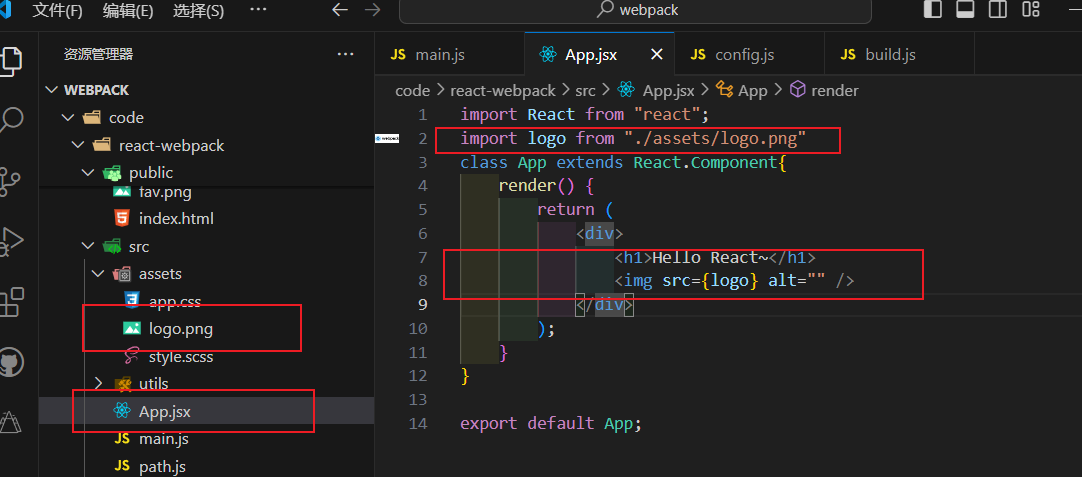 文件(F) 编辑(E) 选择(S) ··· webpack
资源管理器 ···
WEBPACK
code
react-webpack
public
fav.png
index.html
src
assets
app.css
logo.png
style.scss
utils
App.jsx
JS main.js
JS path.js
JS main.js App.jsx JS config.js JS build.js
code > react-webpack > src > App.jsx > App > render
1 import React from "react";
2 import logo from "./assets/logo.png"
3 class App extends React.Component{
4 render() {
5 return (
6 <div>
7 <h1>Hello React~</h1>
8 <img src={logo} alt="" />
9 </div>
10 );
11 }
12 }
13
14 export default App;